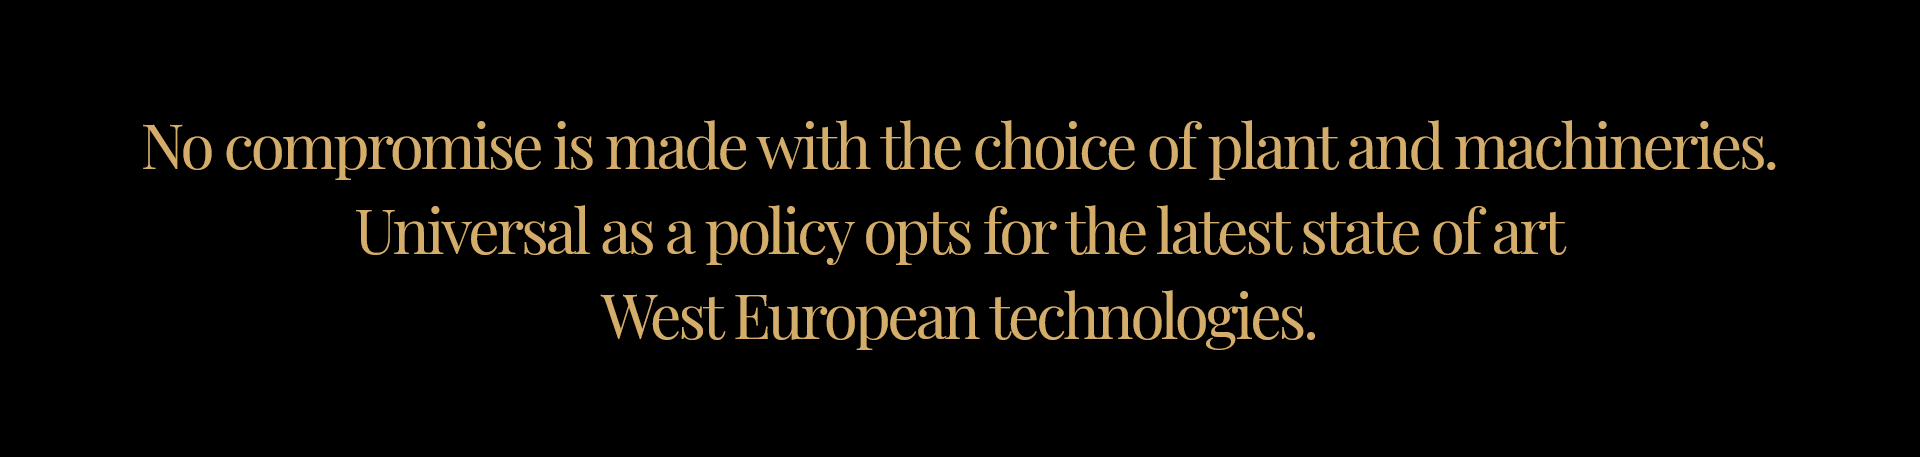 No compromise is made with the choice of plant and machineries.
Universal as a policy opts for the latest state of art
West European technologies.